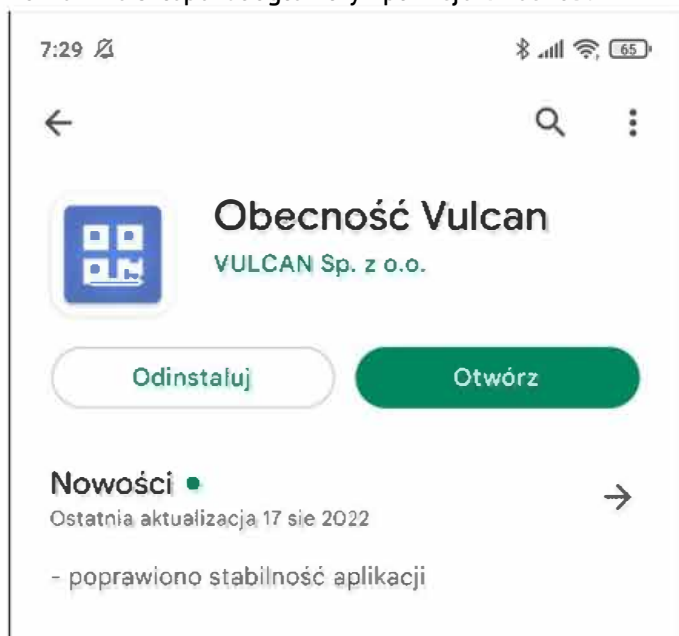 7:29
65
Obecność Vulcan
VULCAN Sp. z o.o.
Odinstaluj
Otwórz
Nowości
Ostatnia aktualizacja 17 sie 2022
- poprawiono stabilność aplikacji